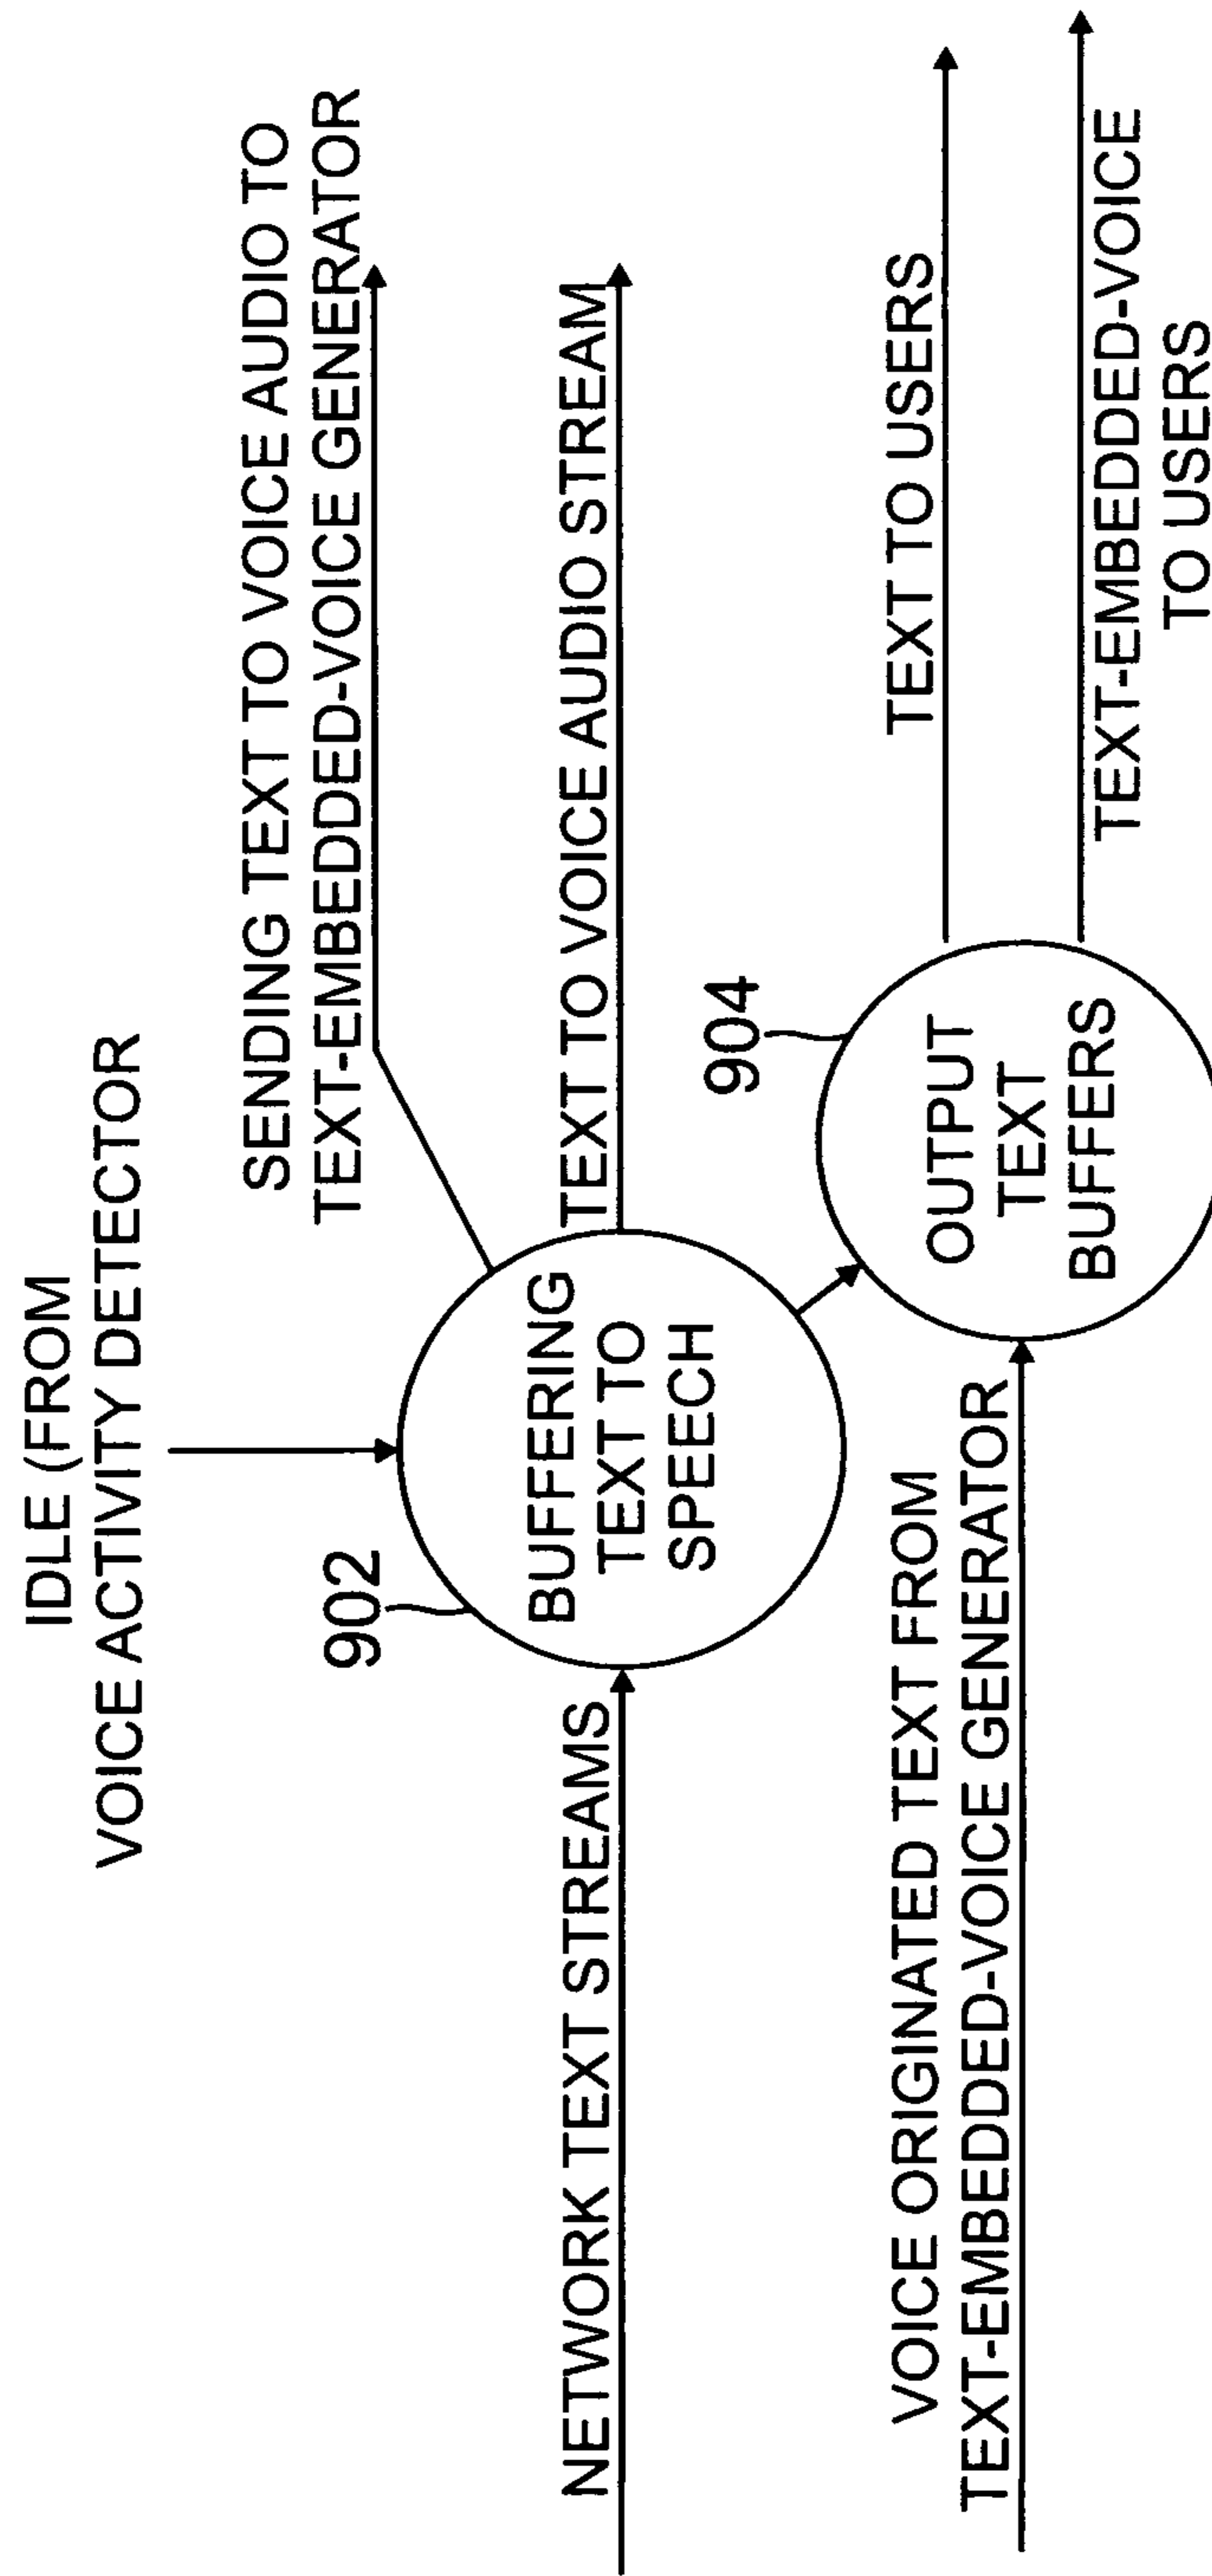 IDLE (FROM
VOICE ACTIVITY DETECTOR
SENDING TEXT TO VOICE AUDIO TO
TEXT-EMBEDDED-VOICE GENERATOR
902
NETWORK TEXT STREAMS
BUFFERING
TEXT TO
SPEECH
TEXT TO VOICE AUDIO STREAM
904
VOICE ORIGINATED TEXT FROM
TEXT-EMBEDDED-VOICE GENERATOR
OUTPUT
TEXT
BUFFERS
TEXT TO USERS
TEXT-EMBEDDED-VOICE
TO USERS